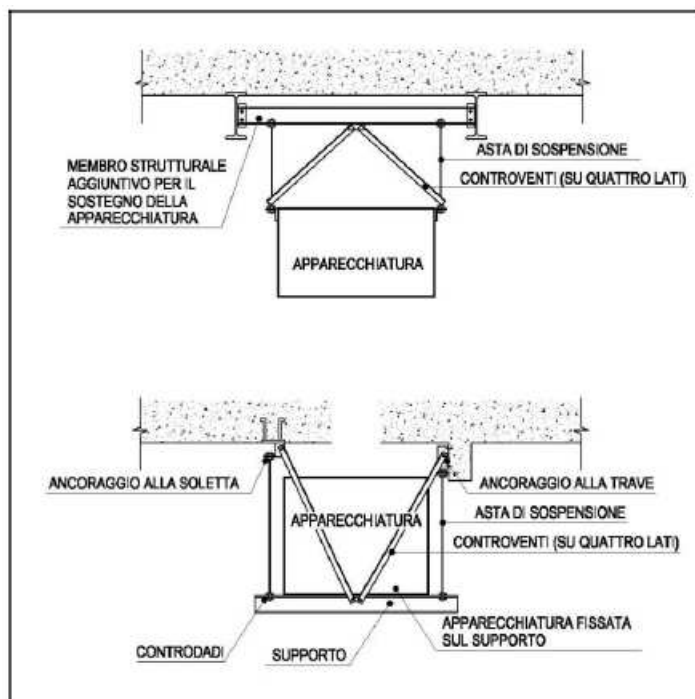 MEMBRO STRUTTURALE
AGGIUNTIVO PER IL
SOSTEGNO DELLA
APPARECCHIATURA
ASTA DI SOSPENSIONE
CONTROVENTI (SU QUATTRO LATI)
APPARECCHIATURA
ANCORAGGIO ALLA SOLETTA
APPARECCHIATURA
ANCORAGGIO ALLA TRAVE
ASTA DI SOSPENSIONE
CONTROVENTI (SU QUATTRO LATI)
APPARECCHIATURA FISSATA
SUL SUPPORTO
CONTRODADI
SUPPORTO